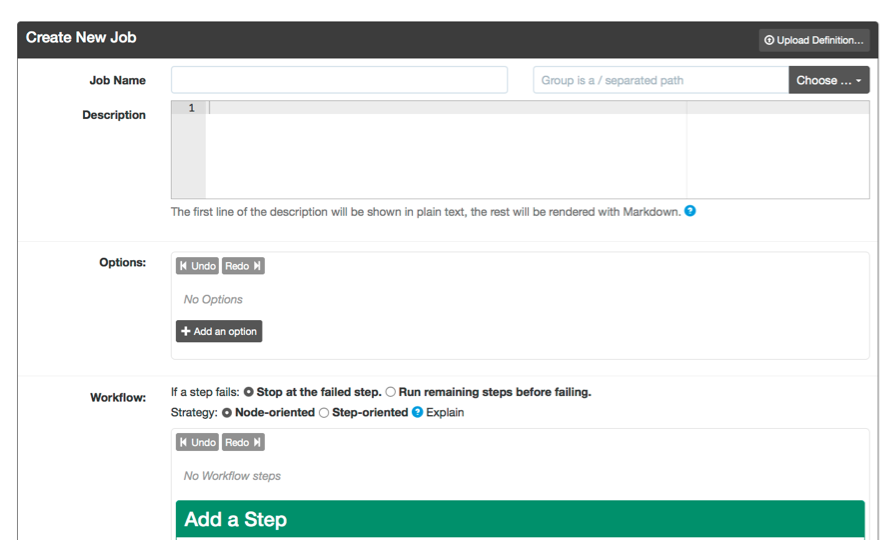 Create New Job
Upload Definition...
Job Name
Group is a / separated path
Choose ...
Description
1
The first line of the description will be shown in plain text, the rest will be rendered with Markdown. ?
Options:
Undo Redo
No Options
+ Add an option
Workflow:
If a step fails: Stop at the failed step. Run remaining steps before failing.
Strategy: Node-oriented Step-oriented ? Explain
Undo Redo
No Workflow steps
Add a Step